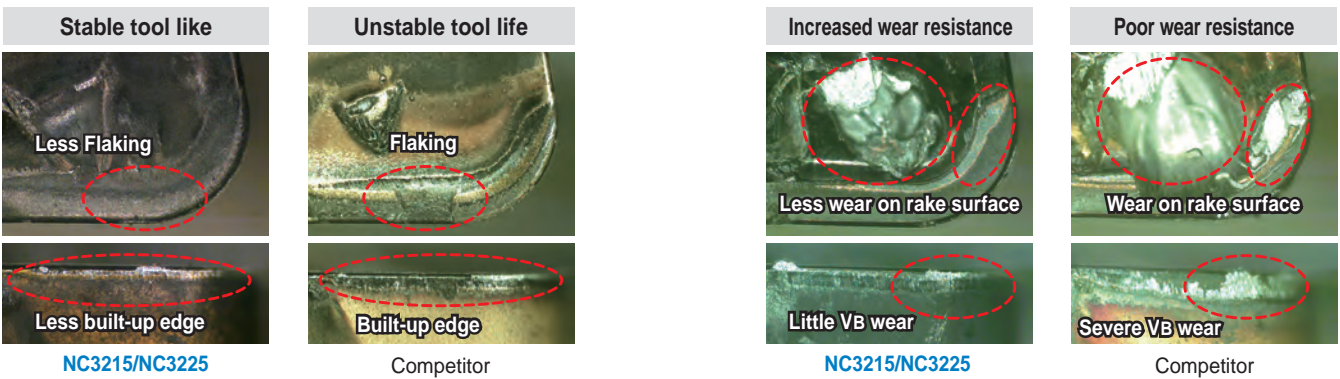 Stable tool like
Unstable tool life
Increased wear resistance
Poor wear resistance
Less Flaking
Flaking
Less wear on rake surface
Wear on rake surface
Less built-up edge
Built-up edge
Little VB wear
Severe VB wear
NC3215/NC3225
Competitor
NC3215/NC3225
Competitor